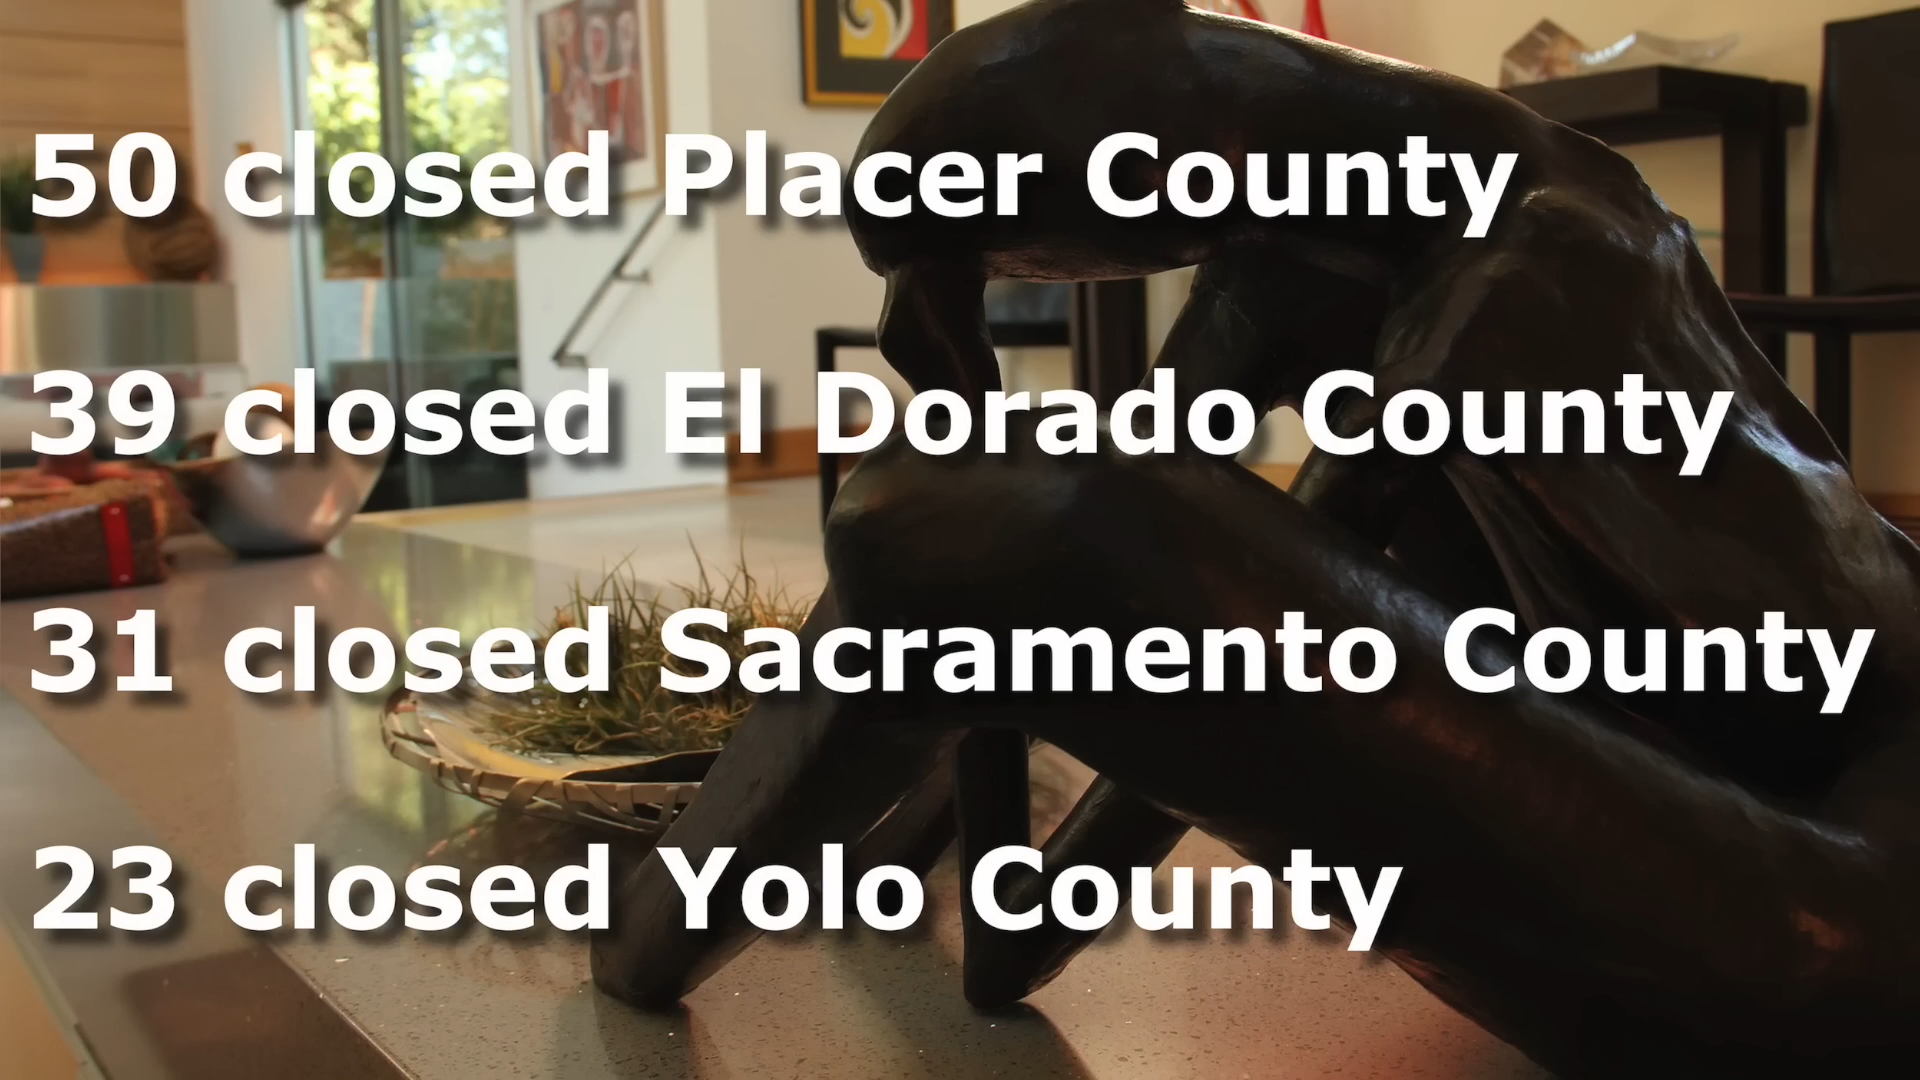 50 closed Placer County
39 closed El Dorado County
31 closed Sacramento County
23 closed Yolo County